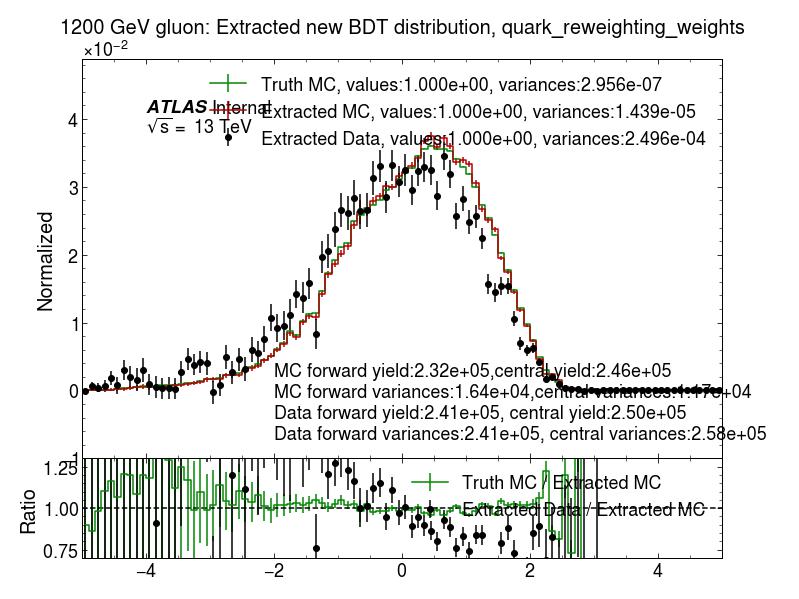 1200 GeV gluon: Extracted new BDT distribution, quark_reweighting_weights
×10⁻²
Truth MC, values:1.000e+00, variances:2.956e-07
ATLAS Internal
Extracted MC, values:1.000e+00, variances:1.439e-05
√s = 13 TeV
Extracted Data, values:1.000e+00, variances:2.496e-04
4
3
2
1
0
Normalized
MC forward yield:2.32e+05,central yield:2.46e+05
MC forward variances:1.64e+04,central variances:1.17e+04
Data forward yield:2.41e+05, central yield:2.50e+05
Data forward variances:2.41e+05, central variances:2.58e+05
1
1.25
1.00
0.75
Ratio
Truth MC / Extracted MC
Extracted Data / Extracted MC
−4 −2 0 2 4